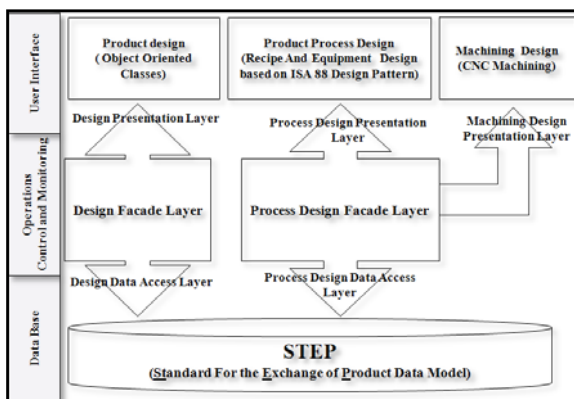 User Interface
Product design
( Object Oriented
Classes)
Product Process Design
(Recipe And Equipment Design
based on ISA 88 Design Pattern)
Machining Design
(CNC Machining)
Design Presentation Layer
Process Design Presentation
Layer
Machining Design
Presentation Layer
Operations
Control and Monitoring
Design Facade Layer
Process Design Facade Layer
Design Data Access Layer
Process Design Data Access
Layer
Data Base
STEP
(Standard For the Exchange of Product Data Model)